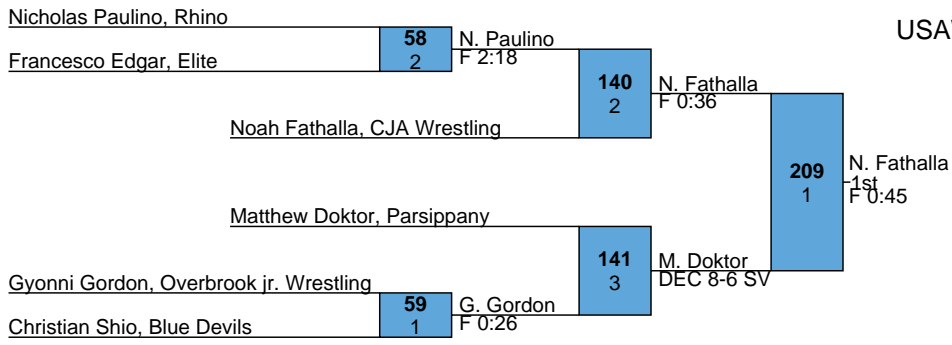 Nicholas Paulino, Rhino
USA
58
N. Paulino
2
F 2:18
Francesco Edgar, Elite
140
N. Fathalla
2
F 0:36
Noah Fathalla, CJA Wrestling
209
N. Fathalla
1
1st
F 0:45
Matthew Doktor, Parsippany
141
M. Doktor
3
DEC 8-6 SV
Gyonni Gordon, Overbrook jr. Wrestling
59
G. Gordon
1
F 0:26
Christian Shio, Blue Devils